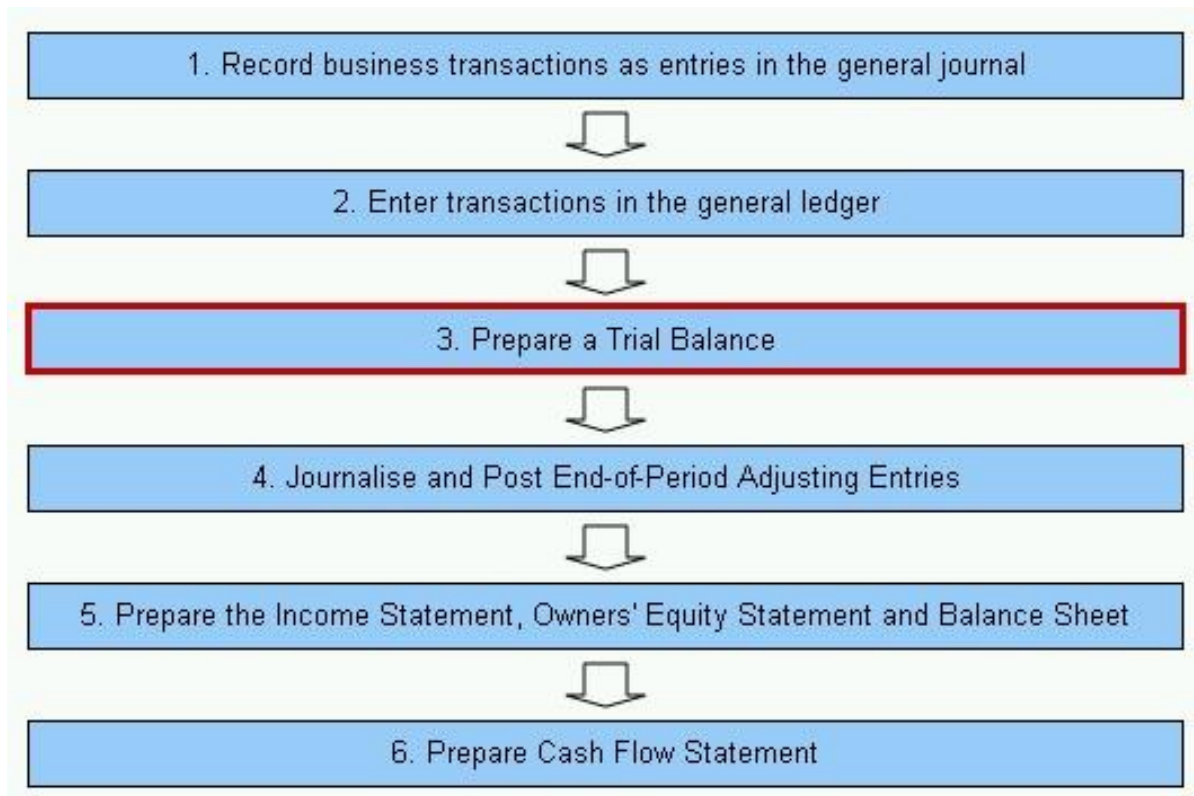 1. Record business transactions as entries in the general journal
2. Enter transactions in the general ledger
3. Prepare a Trial Balance
4. Journalise and Post End-of-Period Adjusting Entries
5. Prepare the Income Statement, Owners' Equity Statement and Balance Sheet
6. Prepare Cash Flow Statement